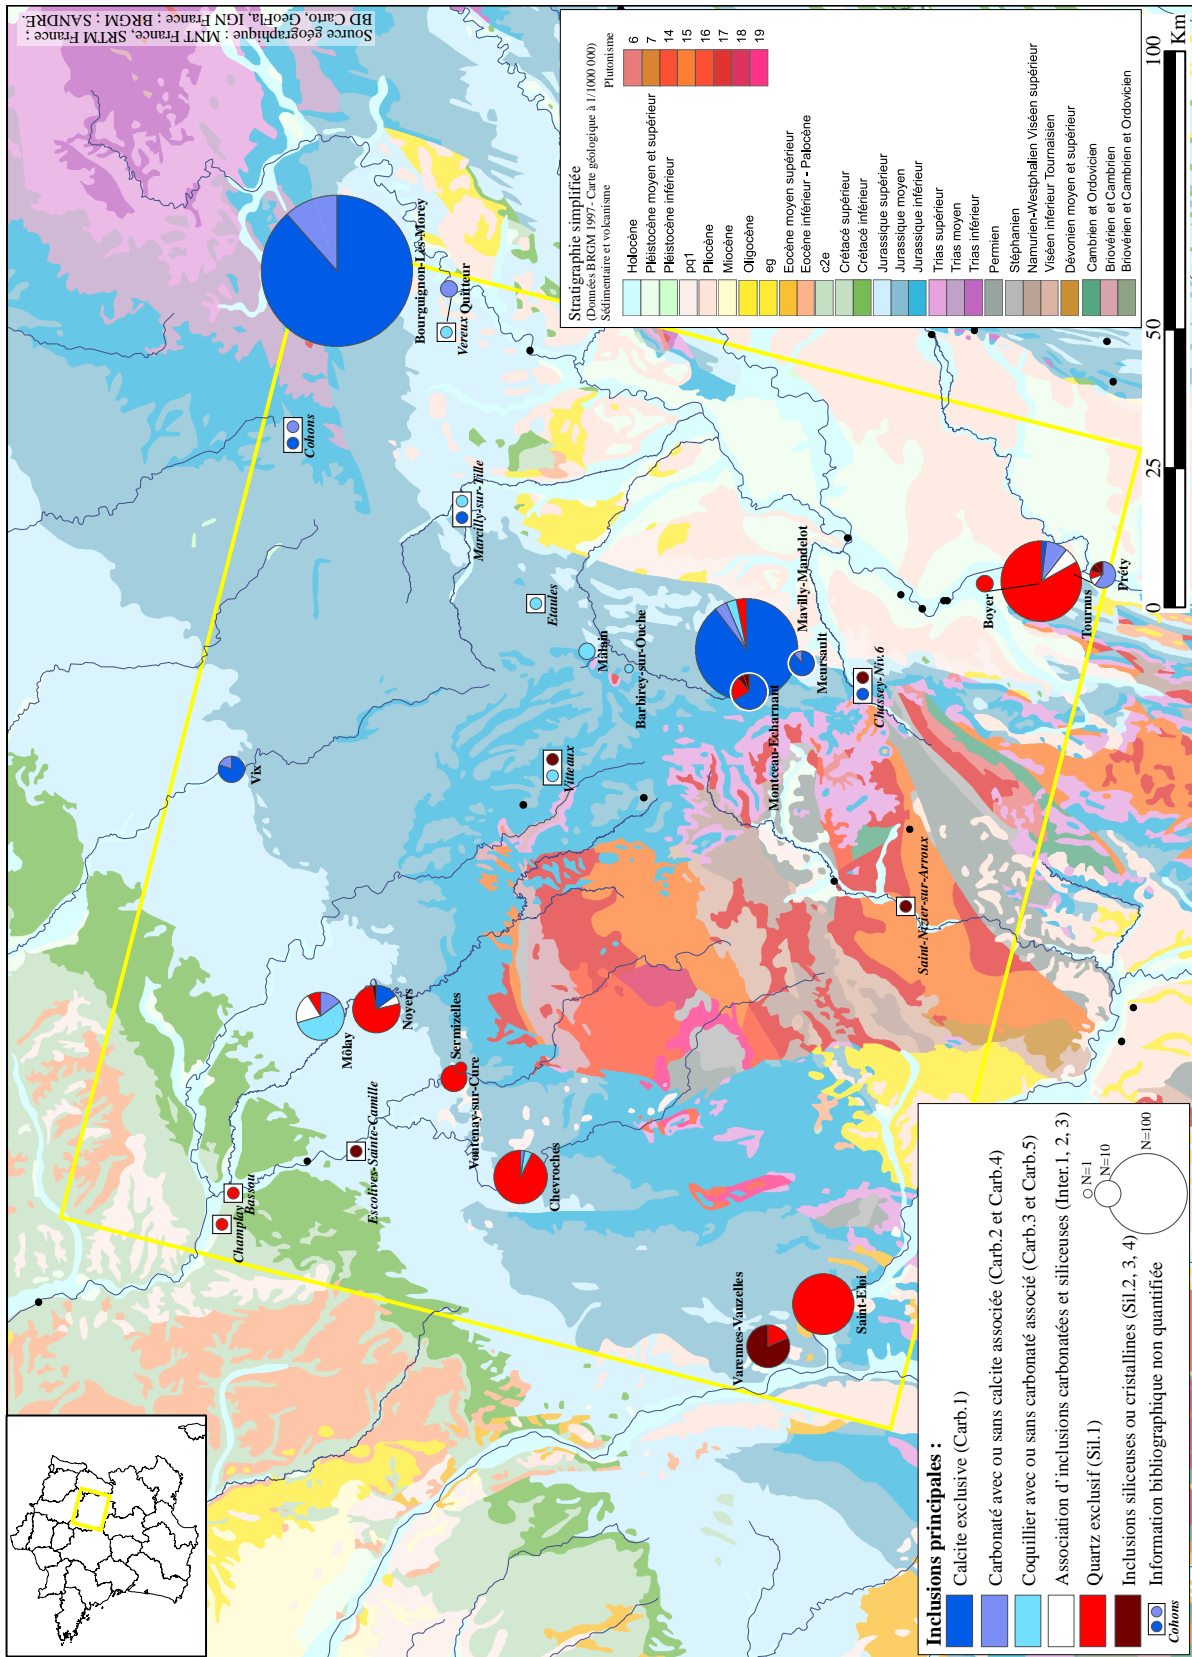 Source géographique : MNT France, SRTM France ;
BD Carto, GeoFla, IGN France ; BRGM ; SANDRE.
Stratigraphie simplifiée
(Données BRGM 1997 - Carte géologique à 1/1000 000)
Sédimentaire et volcanisme
Plutonisme
Holocène
Pléistocène moyen et supérieur
Pléistocène inférieur
pq1
Pliocène
Miocène
Oligocène
eg
Eocène moyen supérieur
Eocène inférieur - Palocène
c2e
Crétacé supérieur
Crétacé inférieur
Jurassique supérieur
Jurassique moyen
Jurassique inférieur
Trias supérieur
Trias moyen
Trias inférieur
Permien
Stéphanien
Namurien-Westphalien Viséen supérieur
Viséen inferieur Tournaisien
Dévonien moyen et supérieur
Cambrien et Ordovicien
Briovérien et Cambrien
Briovérien et Cambrien et Ordovicien
6
7
14
15
16
17
18
19
0
25
50
100
Km
Bourguignon-Lès-Morey
Vereux
Quitteur
Cohons
Marcilly-sur-Tille
Etaules
Mâlain
Barbirey-sur-Ouche
Mavilly-Mandelot
Meursault
Montceau-Echarnant
Chassey-Niv.6
Boyer
Tournus
Préty
Vix
Vitteaux
Saint-Nizier-sur-Arroux
Môlay
Noyers
Sermizelles
Voutenay-sur-Cure
Escolives-Sainte-Camille
Chevroches
Bassou
Champlay
Varennes-Vauzelles
Saint-Eloi
Inclusions principales :
Calcite exclusive (Carb.1)
Carbonaté avec ou sans calcite associée (Carb.2 et Carb.4)
Coquillier avec ou sans carbonaté associé (Carb.3 et Carb.5)
Association d'inclusions carbonatées et siliceuses (Inter.1, 2, 3)
Quartz exclusif (Sil.1)
Inclusions siliceuses ou cristallines (Sil.2, 3, 4)
Information bibliographique non quantifiée
Cohons
N=1
N=10
N=100